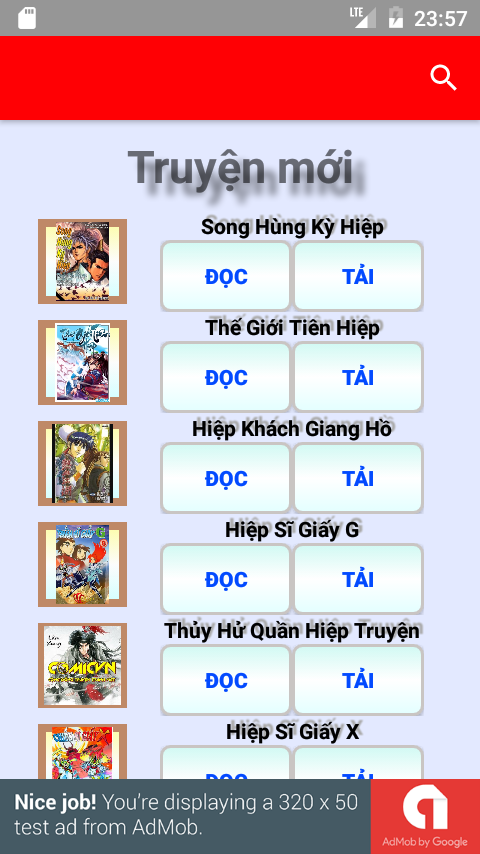 LTE 23:57
Truyện mới
Song Hùng Kỳ Hiệp
ĐỌC TẢI
Thế Giới Tiên Hiệp
ĐỌC TẢI
Hiệp Khách Giang Hồ
ĐỌC TẢI
Hiệp Sĩ Giấy G
ĐỌC TẢI
Thủy Hử Quần Hiệp Truyện
COMICVN
ĐỌC TẢI
Hiệp Sĩ Giấy X
ĐỌC TẢI
Nice job! You're displaying a 320 x 50
test ad from AdMob.
AdMob by Google